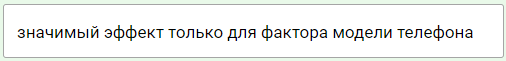 значимый эффект только для фактора модели телефона